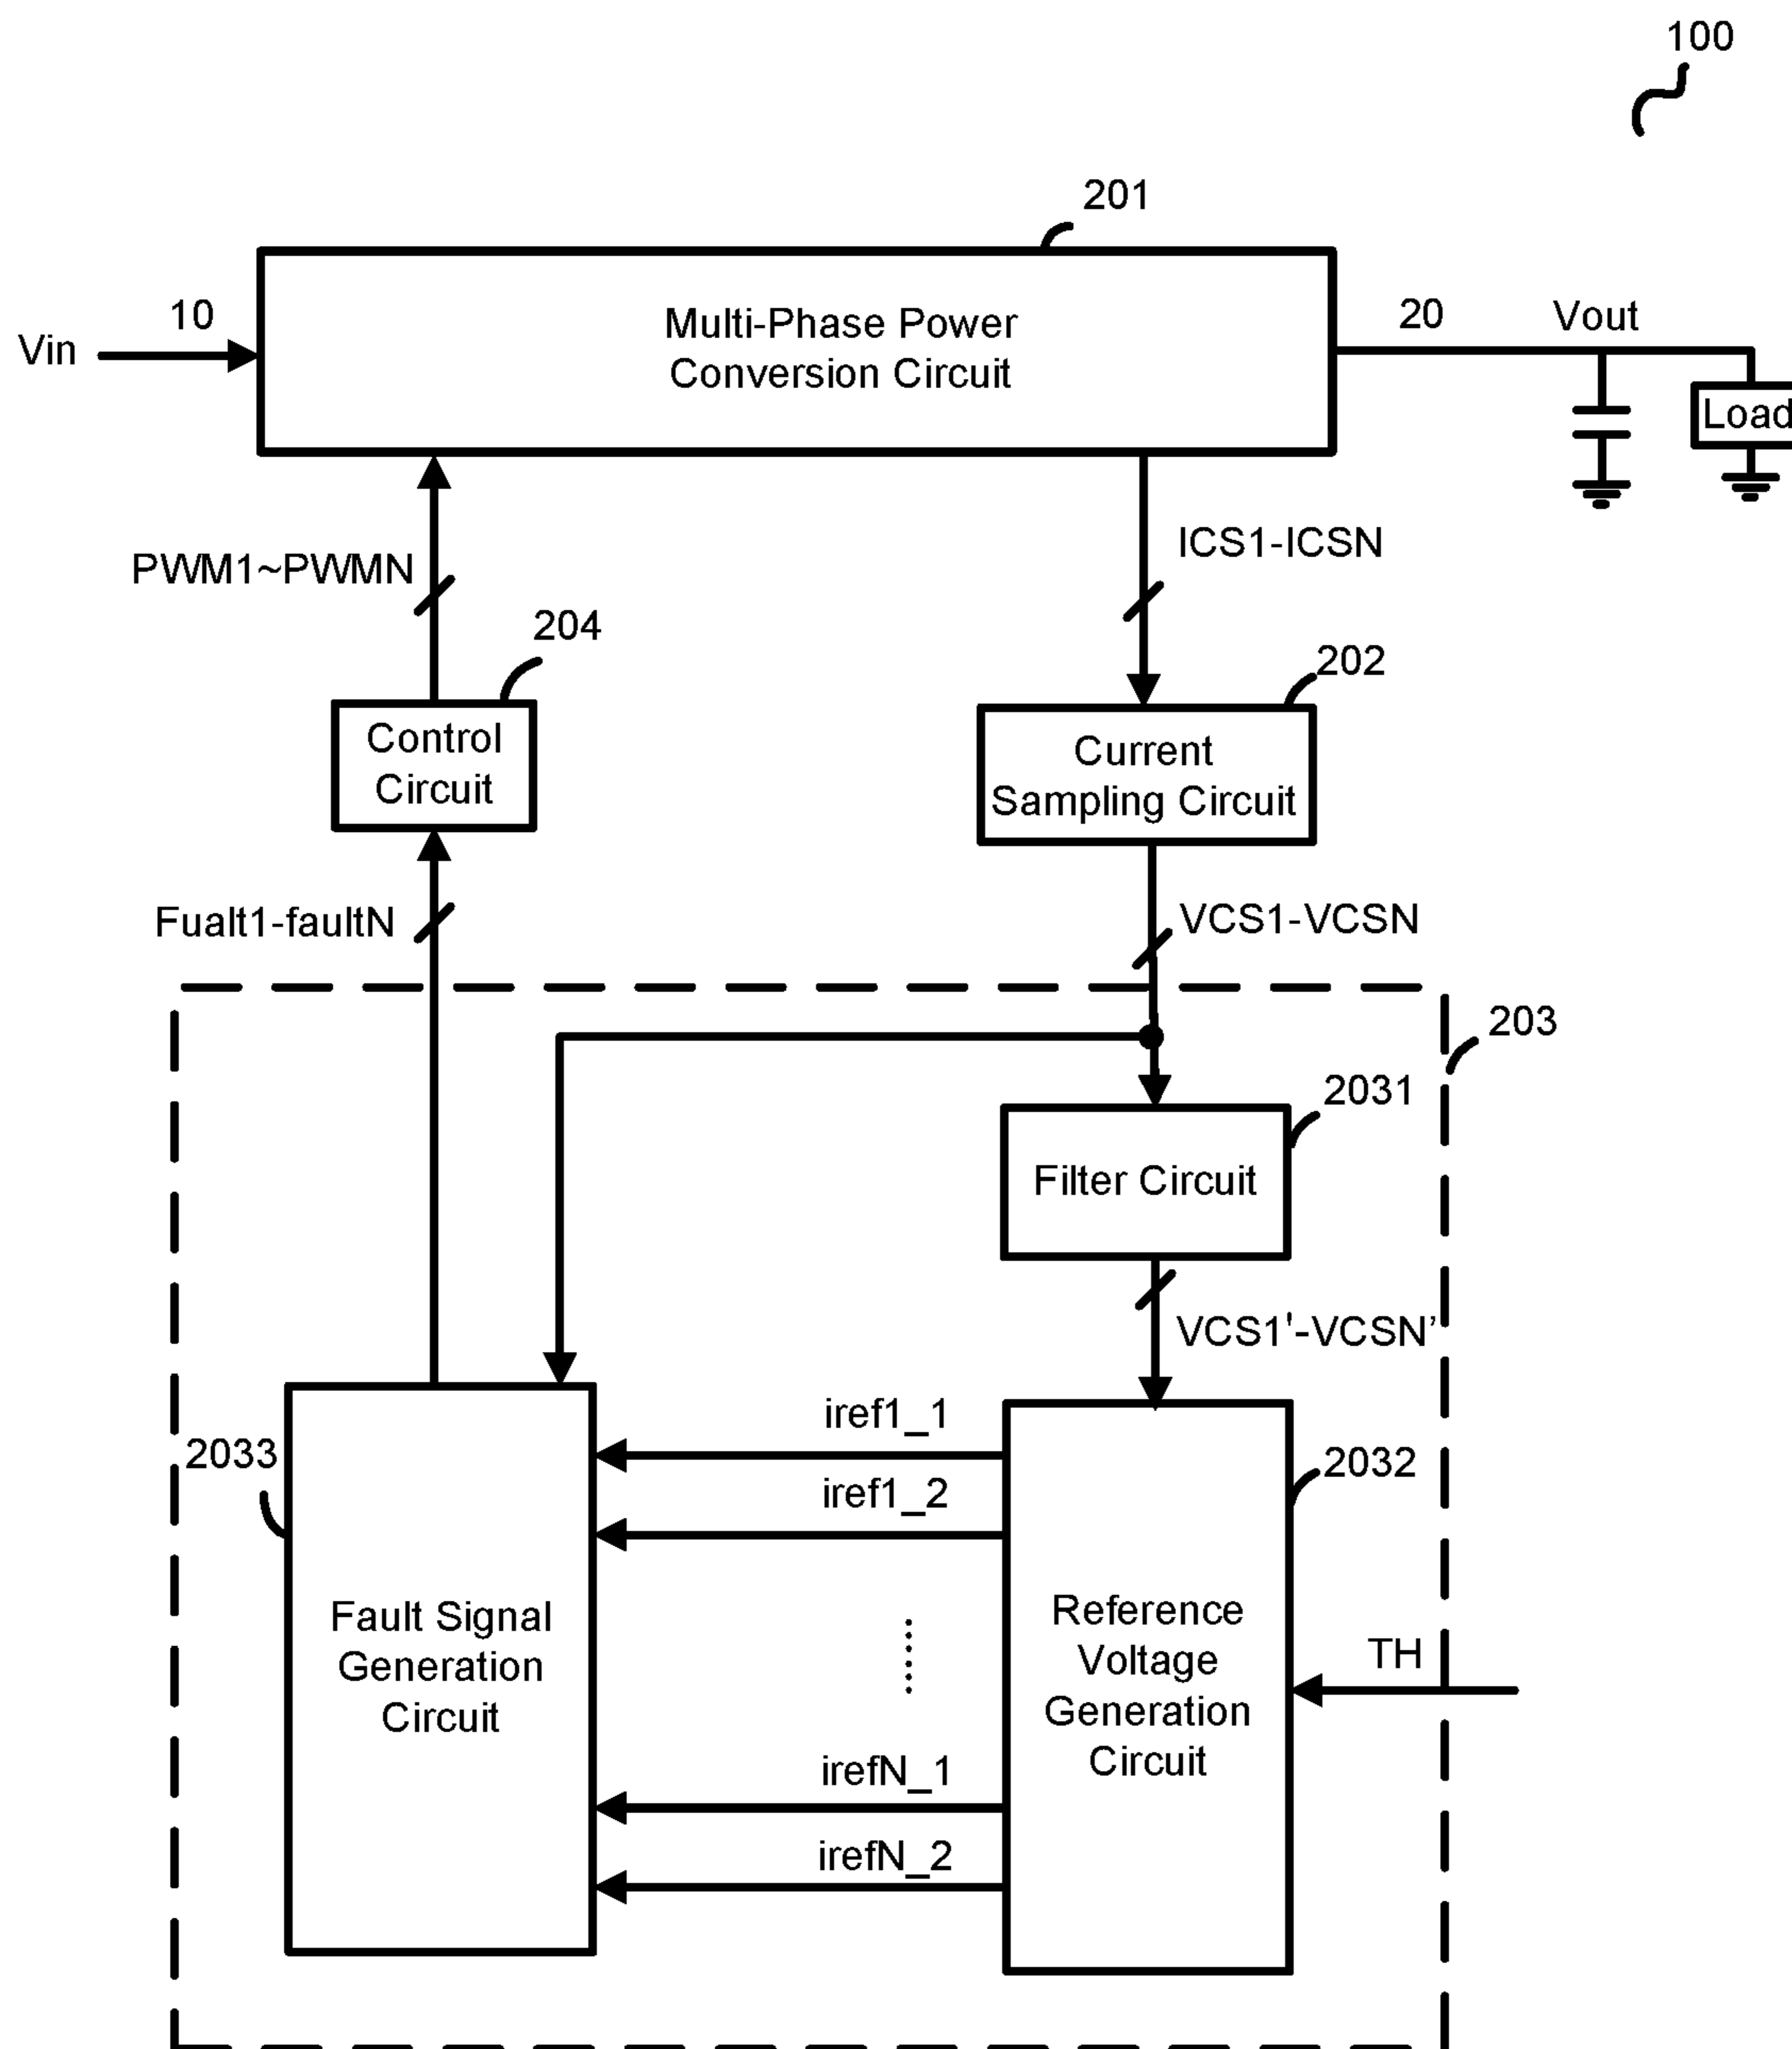 100
201
Multi-Phase Power
Conversion Circuit
Vin
10
20
Vout
Load
PWM1~PWMN
ICS1-ICSN
204
202
Control
Circuit
Current
Sampling Circuit
Fualt1-faultN
VCS1-VCSN
203
2031
Filter Circuit
VCS1'-VCSN’
2033
iref1_1
2032
iref1_2
Fault Signal
Generation
Circuit
Reference
Voltage
Generation
Circuit
TH
irefN_1
irefN_2